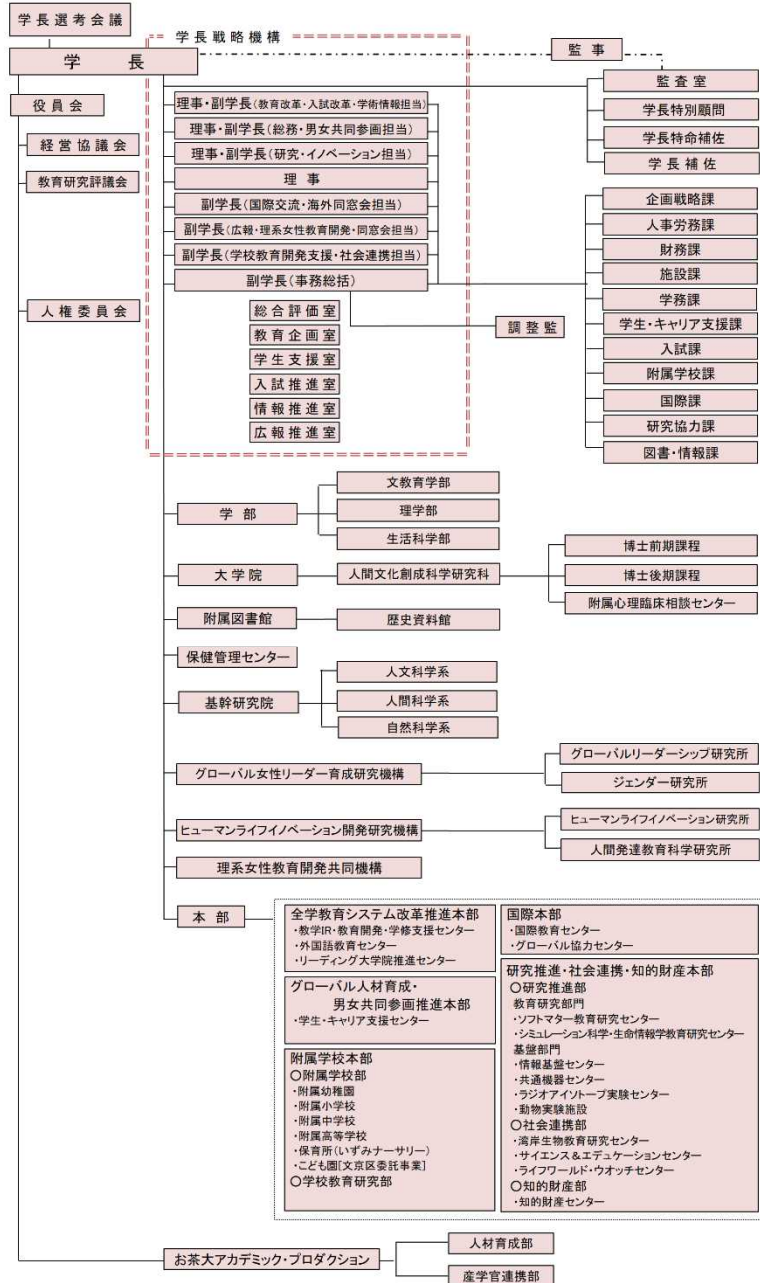 学長選考会議
学長戦略機構
監事
学長
監査室
役員会
理事・副学長(教育改革・入試改革・学術情報担当)
学長特別顧問
理事・副学長(総務・男女共同参画担当)
学長特命補佐
経営協議会
理事・副学長(研究・イノベーション担当)
学長補佐
教育研究評議会
理事
企画戦略課
副学長(国際交流・海外同窓会担当)
人事労務課
副学長(広報・理系女性教育開発・同窓会担当)
財務課
副学長(学校教育開発支援・社会連携担当)
施設課
副学長(事務総括)
学務課
人権委員会
総合評価室
調整監
学生・キャリア支援課
教育企画室
入試課
学生支援室
附属学校課
入試推進室
国際課
情報推進室
研究協力課
広報推進室
図書・情報課
学部
文教育学部
理学部
生活科学部
大学院
人間文化創成科学研究科
博士前期課程
博士後期課程
附属心理臨床相談センター
附属図書館
歴史資料館
保健管理センター
基幹研究院
人文科学系
人間科学系
自然科学系
グローバル女性リーダー育成研究機構
グローバルリーダーシップ研究所
ジェンダー研究所
ヒューマンライフイノベーション開発研究機構
ヒューマンライフイノベーション研究所
人間発達教育科学研究所
理系女性教育開発共同機構
本部
全学教育システム改革推進本部
・教学IR・教育開発・学修支援センター
・外国語教育センター
・リーディング大学院推進センター
グローバル人材育成・
男女共同参画推進本部
・学生・キャリア支援センター
附属学校本部
○附属学校部
・附属幼稚園
・附属小学校
・附属中学校
・附属高等学校
・保育所(いずみナーサリー)
・こども園[文京区委託事業]
○学校教育研究部
国際本部
・国際教育センター
・グローバル協力センター
研究推進・社会連携・知的財産本部
○研究推進部
教育研究部門
・ソフトマター教育研究センター
・シミュレーション科学・生命情報学教育研究センター
基盤部門
・情報基盤センター
・共通機器センター
・ラジオアイソトープ実験センター
・動物実験施設
○社会連携部
・湾岸生物教育研究センター
・サイエンス＆エデュケーションセンター
・ライフワールド・ウオッチセンター
○知的財産部
・知的財産センター
お茶大アカデミック・プロダクション
人材育成部
産学官連携部